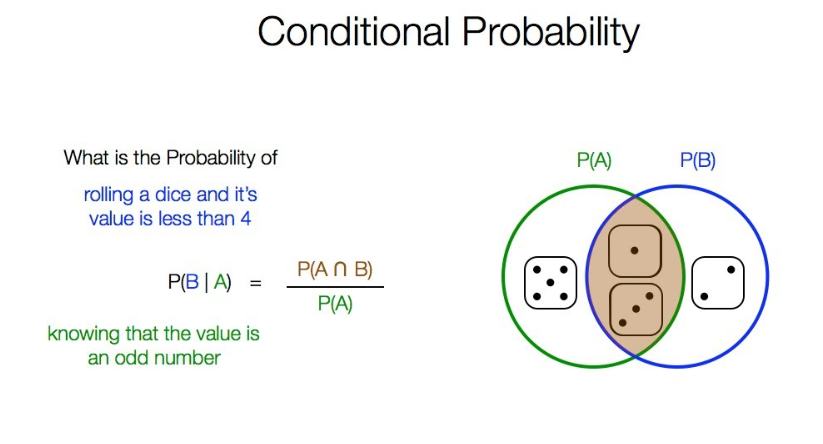 Conditional Probability
What is the Probability of
rolling a dice and it's
value is less than 4
P(B | A) = P(A ∩ B)
P(A)
knowing that the value is
an odd number
P(A) P(B)